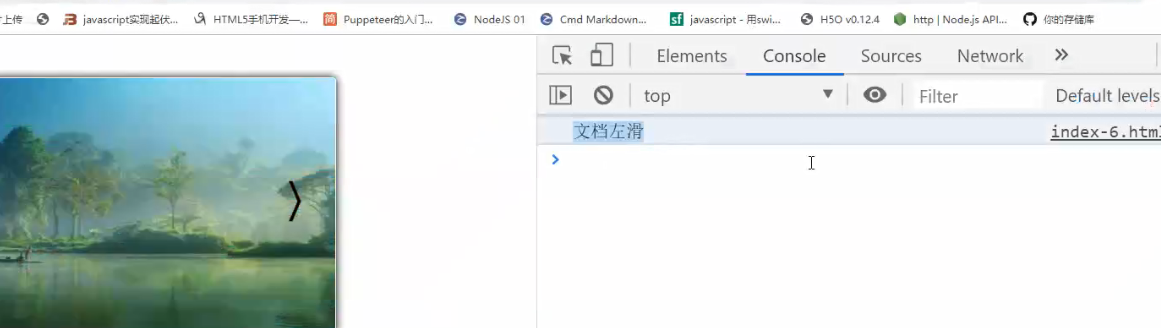 上传 javascript实现起伏... HTML5手机开发—... Puppeteer的入门... NodeJS 01 Cmd Markdown... sf javascript - 用swi... H5O v0.12.4 http | Node.js API... 你的存储库
Elements Console Sources Network »
top Filter Default levels
文档左滑 index-6.html